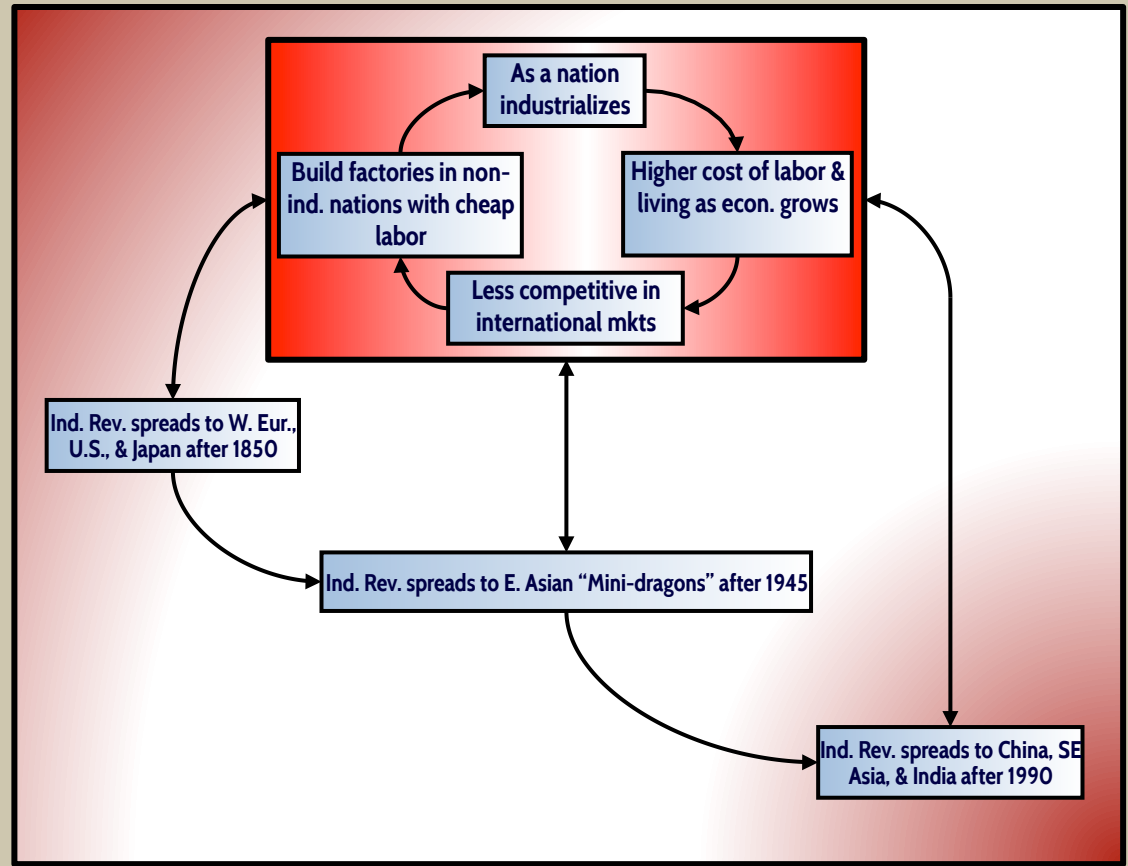 As a nation
industrializes
Build factories in non-
ind. nations with cheap
labor
Higher cost of labor &
living as econ. grows
Less competitive in
international mkts
Ind. Rev. spreads to W. Eur.,
U.S., & Japan after 1850
Ind. Rev. spreads to E. Asian “Mini-dragons” after 1945
Ind. Rev. spreads to China, SE
Asia, & India after 1990